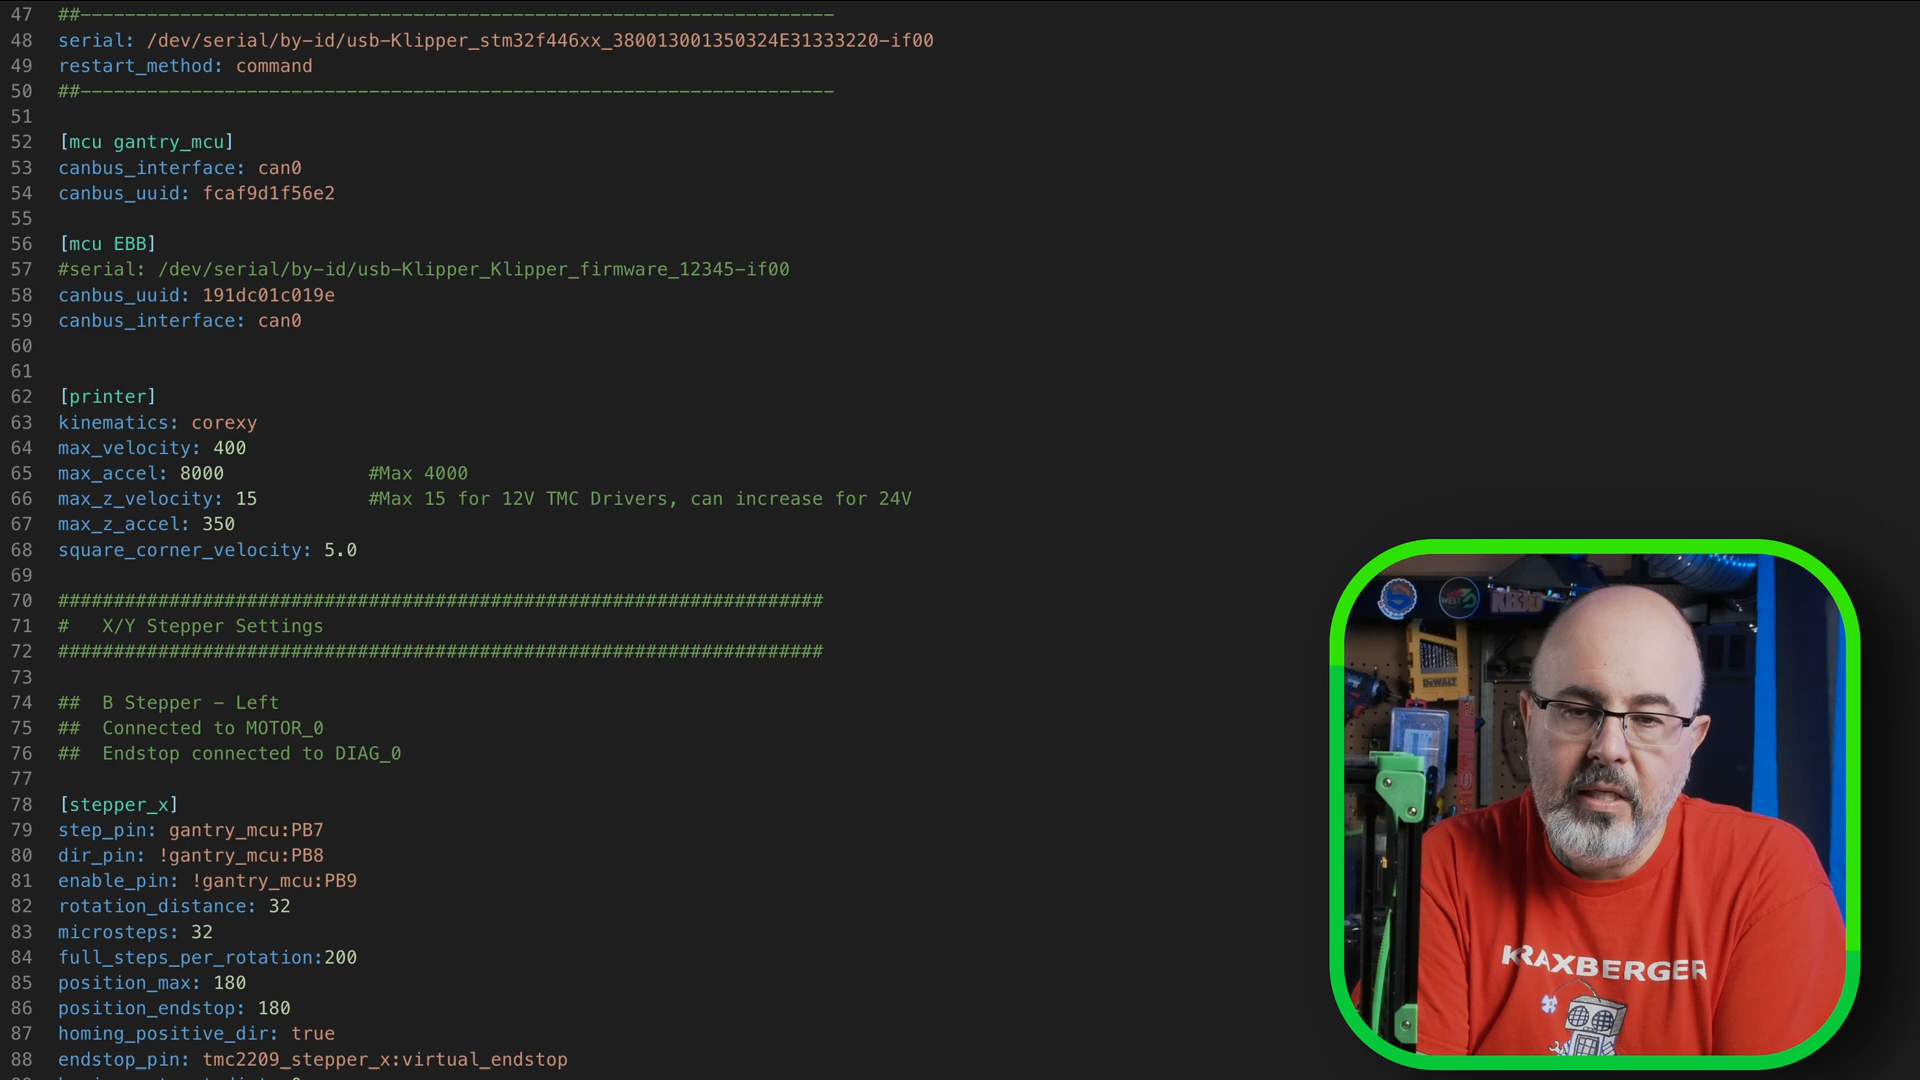 47 ##--------------------------------------------------------------------
48 serial: /dev/serial/by-id/usb-Klipper_stm32f446xx_380013001350324E31333220-if00
49 restart_method: command
50 ##--------------------------------------------------------------------
51
52 [mcu gantry_mcu]
53 canbus_interface: can0
54 canbus_uuid: fcaf9d1f56e2
55
56 [mcu EBB]
57 #serial: /dev/serial/by-id/usb-Klipper_Klipper_firmware_12345-if00
58 canbus_uuid: 191dc01c019e
59 canbus_interface: can0
60
61
62 [printer]
63 kinematics: corexy
64 max_velocity: 400
65 max_accel: 8000 #Max 4000
66 max_z_velocity: 15 #Max 15 for 12V TMC Drivers, can increase for 24V
67 max_z_accel: 350
68 square_corner_velocity: 5.0
69
70 #####################################################################
71 # X/Y Stepper Settings
72 #####################################################################
73
74 ## B Stepper - Left
75 ## Connected to MOTOR_0
76 ## Endstop connected to DIAG_0
77
78 [stepper_x]
79 step_pin: gantry_mcu:PB7
80 dir_pin: !gantry_mcu:PB8
81 enable_pin: !gantry_mcu:PB9
82 rotation_distance: 32
83 microsteps: 32
84 full_steps_per_rotation:200
85 position_max: 180
86 position_endstop: 180
87 homing_positive_dir: true
88 endstop_pin: tmc2209_stepper_x:virtual_endstop
WEST
DEWALT
KRAXBERGER